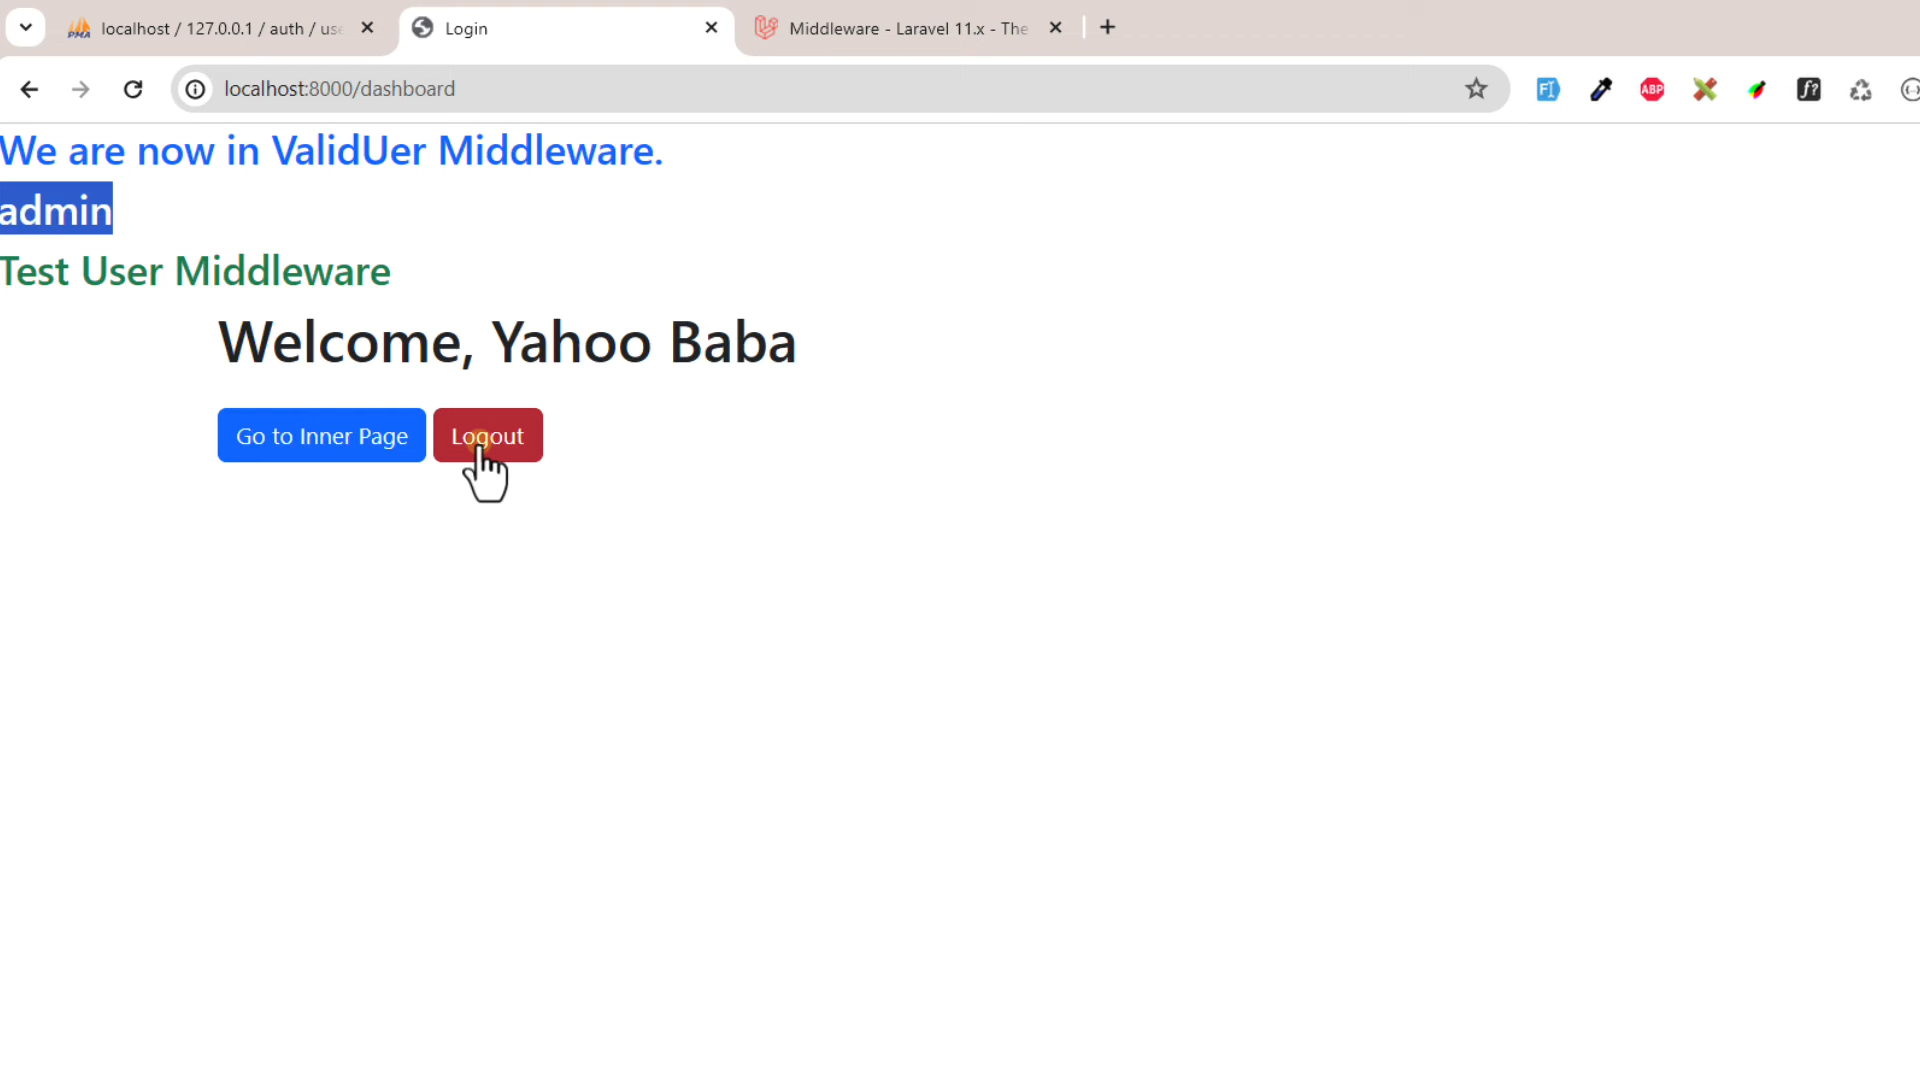 localhost / 127.0.0.1 / auth / use
Login
Middleware - Laravel 11.x - The
localhost:8000/dashboard
We are now in ValidUer Middleware.
admin
Test User Middleware
Welcome, Yahoo Baba
Go to Inner Page
Logout